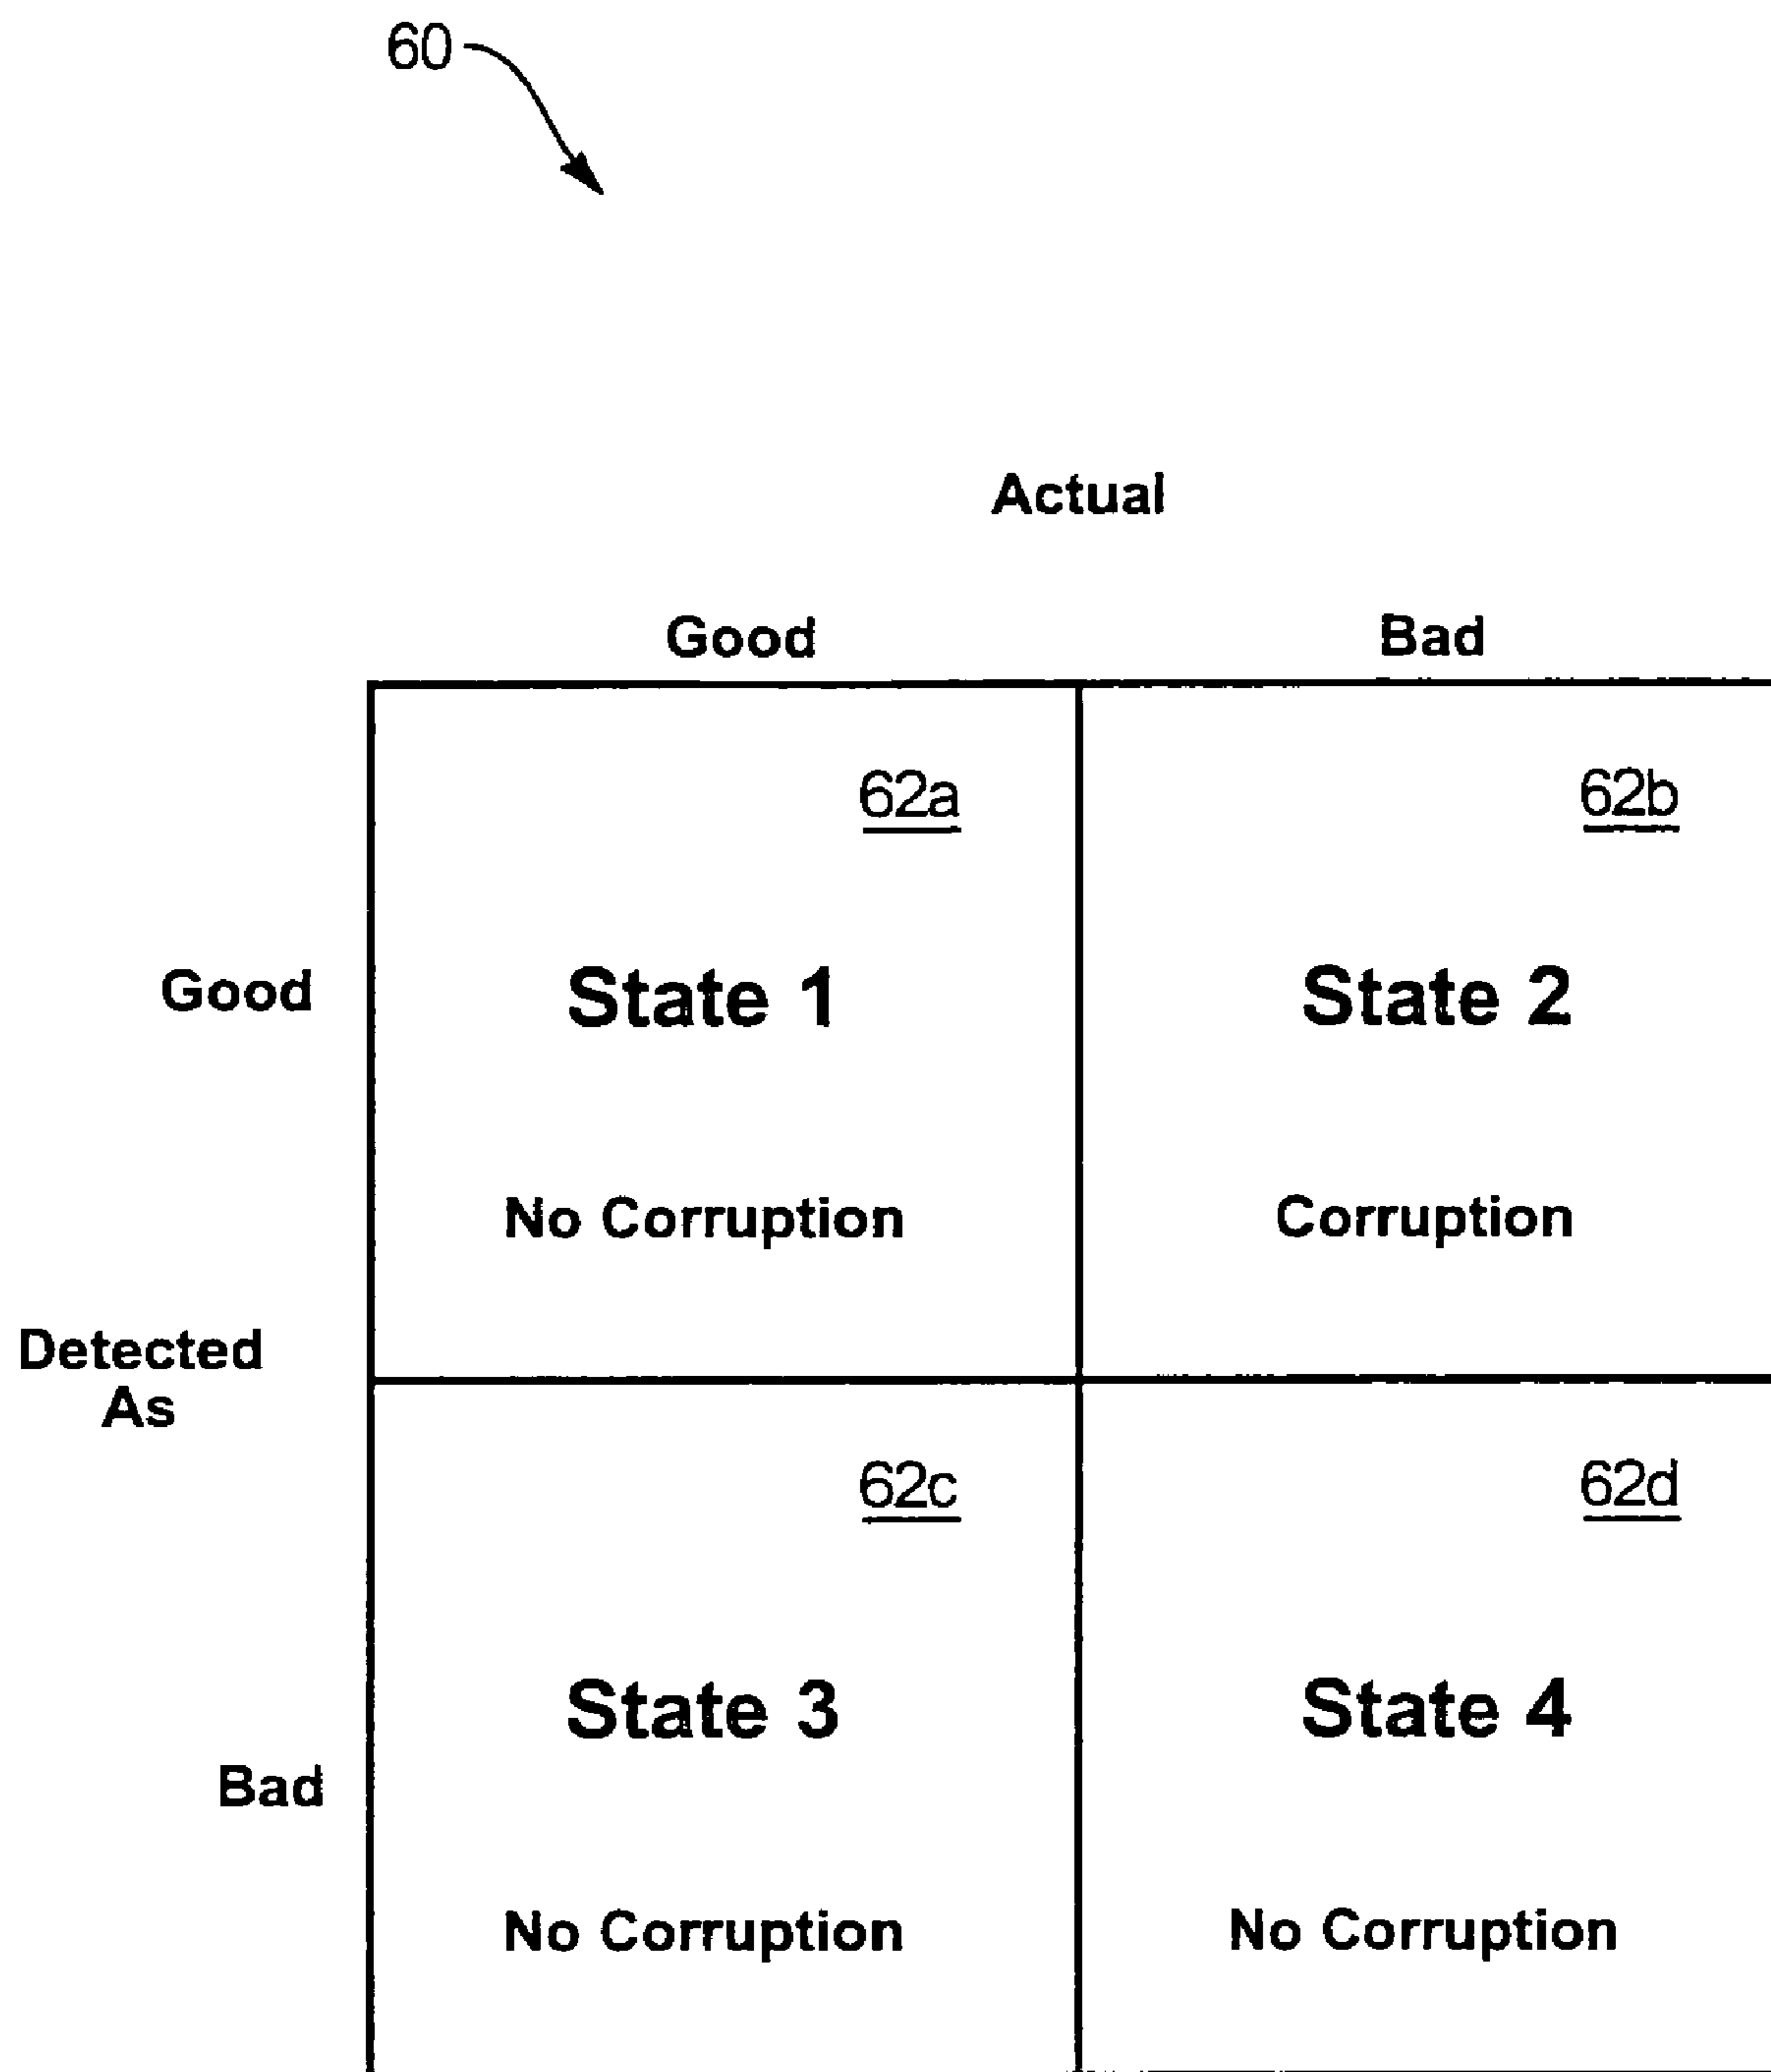 60
Actual
Good Bad
62a 62b
Good State 1 State 2
No Corruption Corruption
Detected
As
62c 62d
State 3 State 4
Bad
No Corruption No Corruption